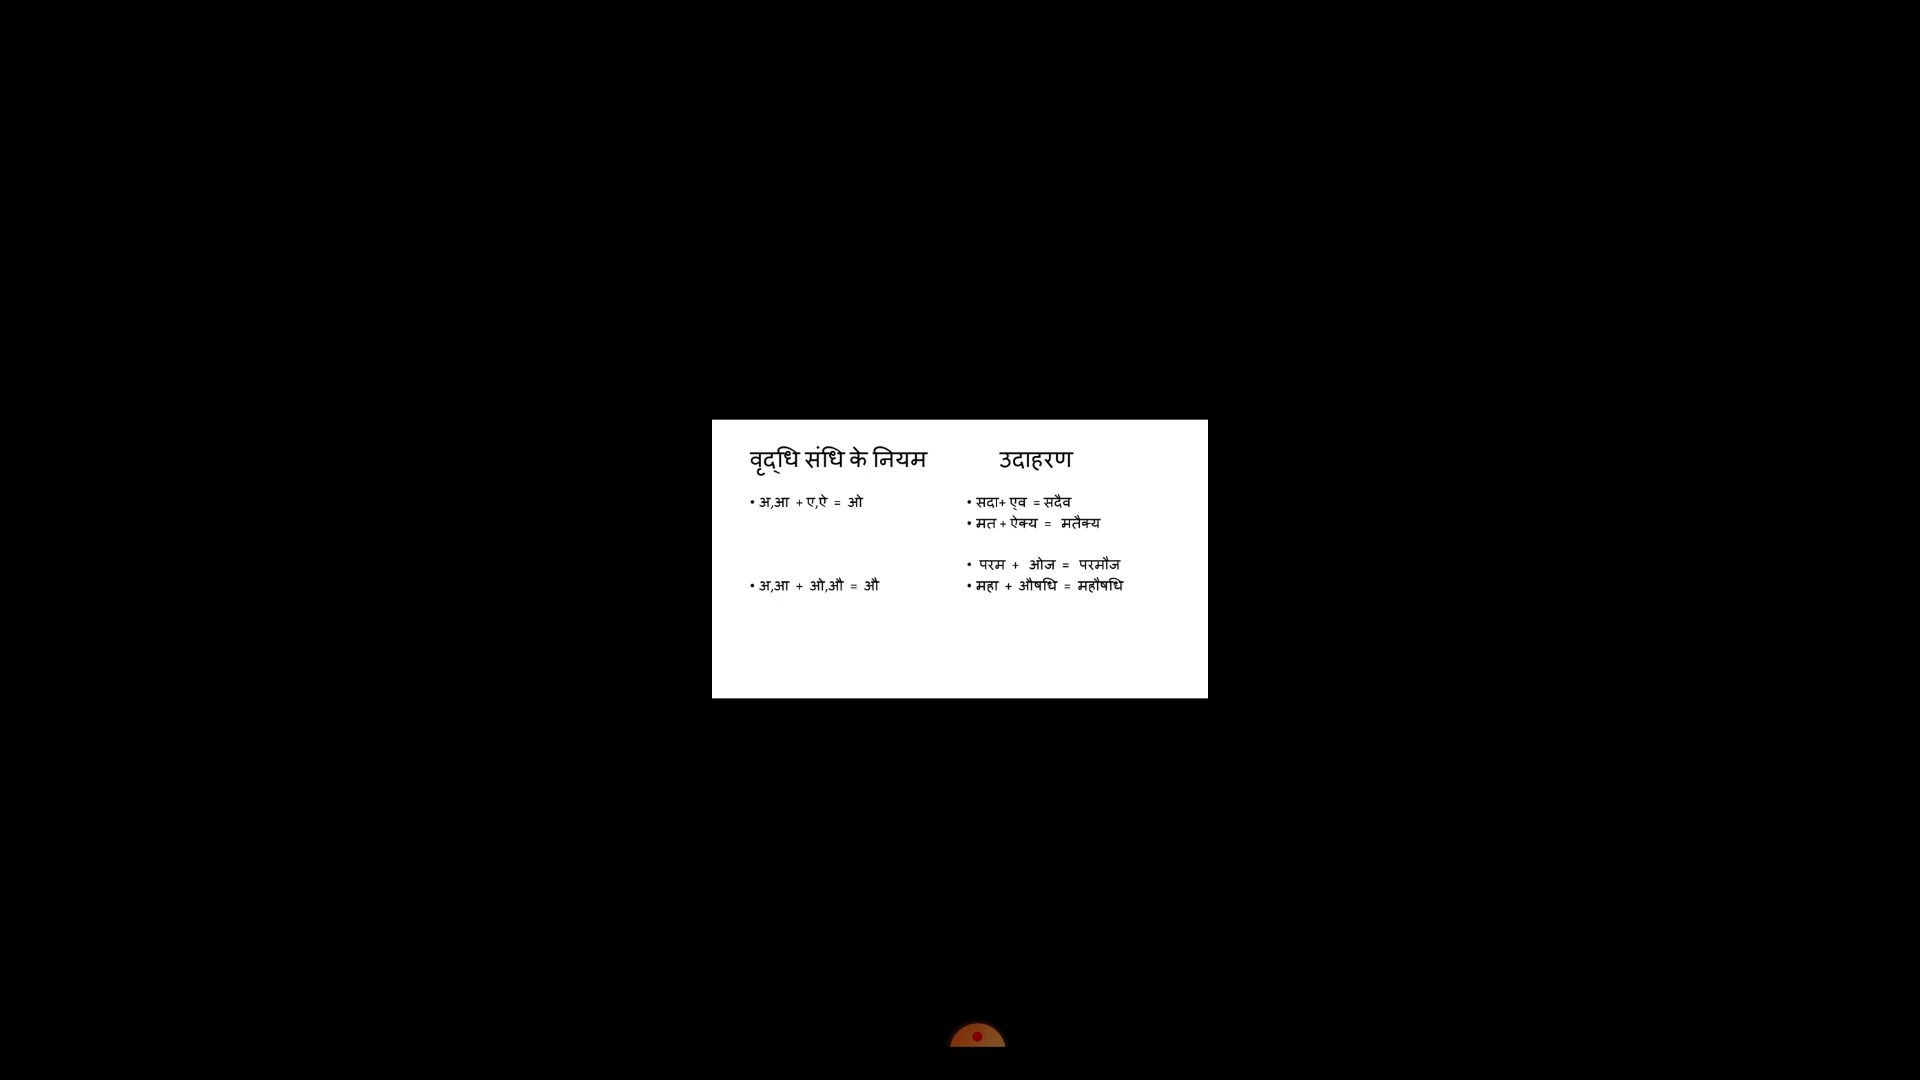 वृद्धि संधि के नियम उदाहरण
• अ,आ + ए,ऐ = ओ • सदा+ एव = सदैव
• मत + ऐक्य = मतैक्य
• परम + ओज = परमौज
• अ,आ + ओ,औ = औ • महा + औषधि = महौषधि